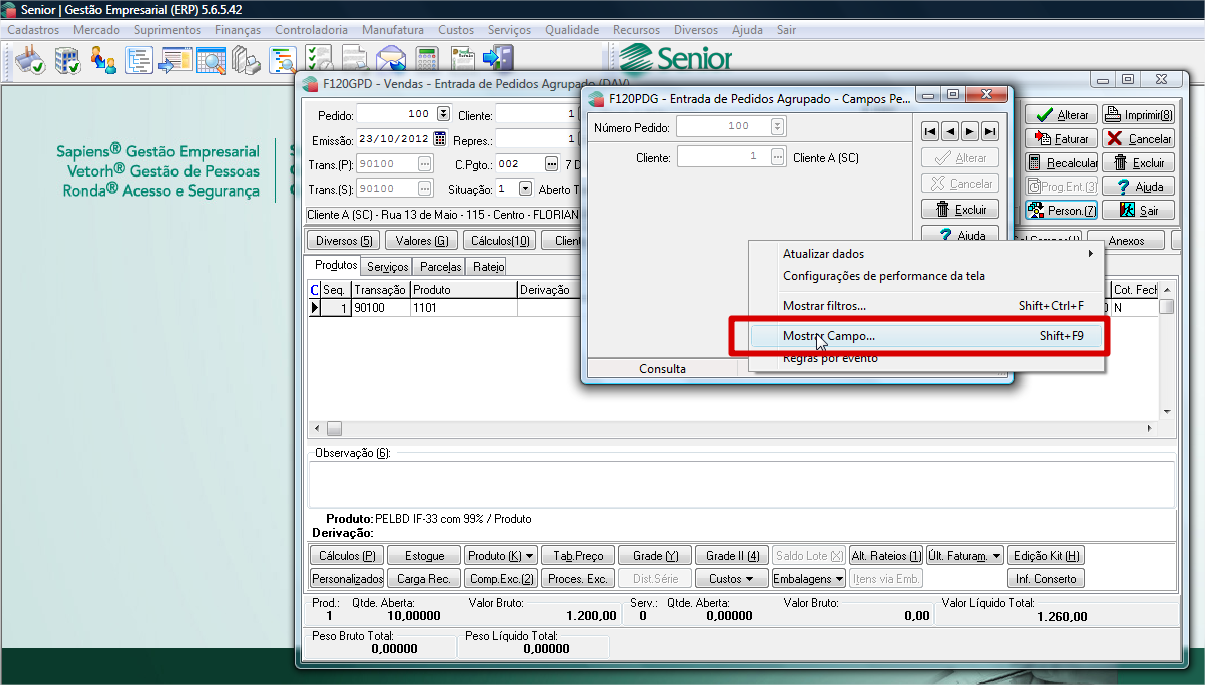 Senior | Gestão Empresarial (ERP) 5.6.5.42
Cadastros Mercado Suprimentos Finanças Controladoria Manufatura Custos Serviços Qualidade Recursos Diversos Ajuda Sair
Senior
F120GPD - Vendas - Entrada de Pedidos Agrupado (DAV)
Sapiens® Gestão Empresarial
Vetorh® Gestão de Pessoas
Ronda® Acesso e Segurança
Pedido: 100 Cliente: 1
Emissão: 23/10/2012 Repres.: 1
Trans.(P): 90100 C.Pgto.: 002 7 D
Trans.(S): 90100 Situação: 1 Aberto T
Cliente A (SC) - Rua 13 de Maio - 115 - Centro - FLORIAN
Alterar Imprimir(8)
Faturar Cancelar
Recalcular Excluir
Prog.Ent.(3) Ajuda
Person.(7) Sair
Diversos (5) Valores (G) Cálculos(10) Client
Anexos
Produtos Serviços Parcelas Rateio
C Seq. Transação Produto Derivação Cot. Fech
1 90100 1101 0 N
F120PDG - Entrada de Pedidos Agrupado - Campos Pe...
Número Pedido: 100
Cliente: 1 Cliente A (SC)
Alterar
Cancelar
Excluir
Ajuda
Consulta
Atualizar dados
Configurações de performance da tela
Mostrar filtros... Shift+Ctrl+F
Mostrar Campo... Shift+F9
Regras por evento
Observação (6):
Produto: PELBD IF-33 com 99% / Produto
Derivação:
Cálculos (P) Estoque Produto (K) Tab.Preço Grade (Y) Grade II (4) Saldo Lote (X) Alt. Rateios (1) Últ. Faturam. Edição Kit (H)
Personalizados Carga Rec. Comp.Exc.(2) Proces. Exc. Dist.Série Custos Embalagens Itens via Emb. Inf. Conserto
Prod.: Qtde. Aberta: Valor Bruto: Serv.: Qtde. Aberta: Valor Bruto: Valor Líquido Total:
1 10,00000 1.200,00 0 0,00000 0,00 1.260,00
Peso Bruto Total: Peso Líquido Total:
0,00000 0,00000